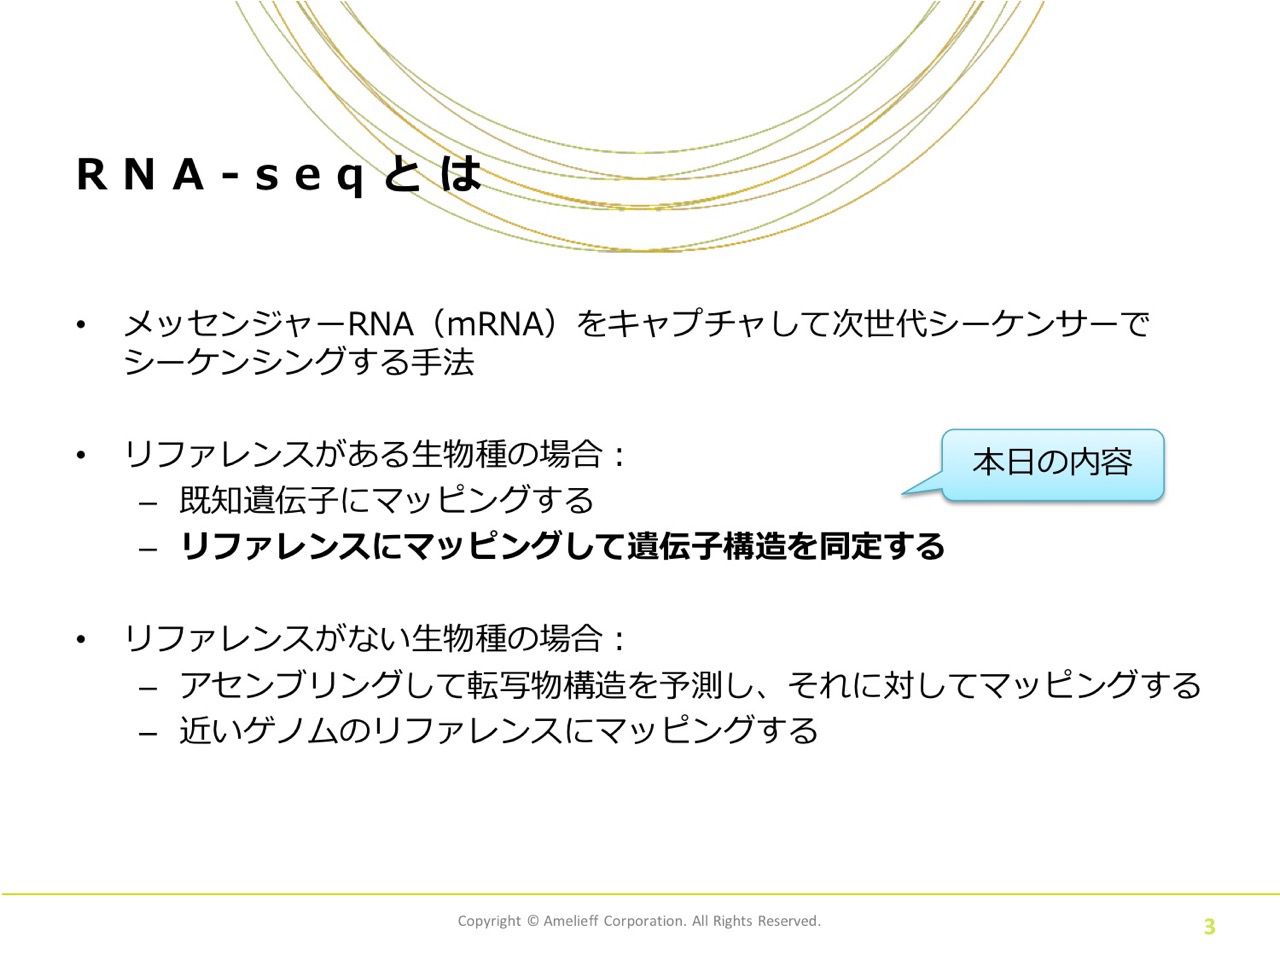 RNA-seqとは
• メッセンジャーRNA（mRNA）をキャプチャして次世代シーケンサーで
シーケンシングする手法
• リファレンスがある生物種の場合：
– 既知遺伝子にマッピングする
– リファレンスにマッピングして遺伝子構造を同定する
本日の内容
• リファレンスがない生物種の場合：
– アセンブリングして転写物構造を予測し、それに対してマッピングする
– 近いゲノムのリファレンスにマッピングする
Copyright © Amelieff Corporation. All Rights Reserved.
3